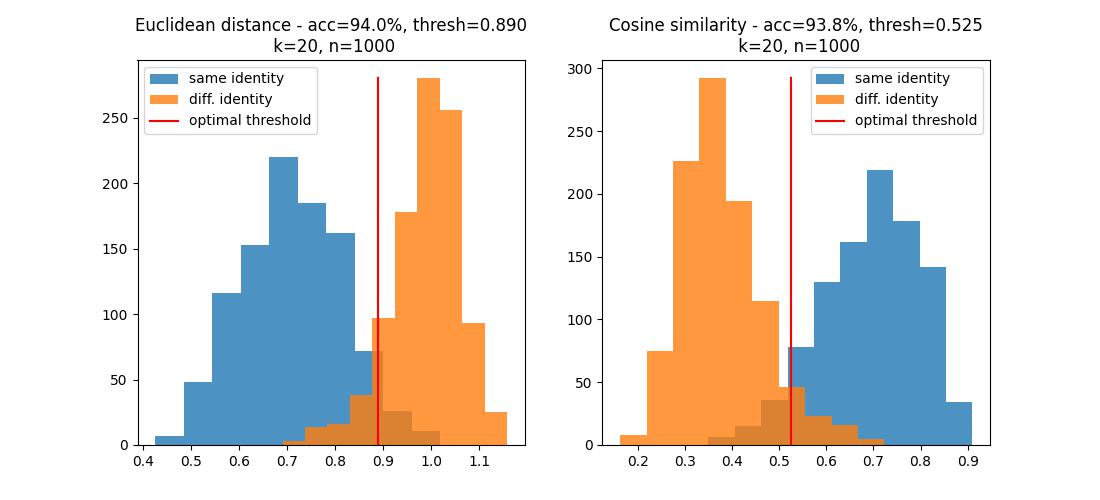 Euclidean distance - acc=94.0%, thresh=0.890
k=20, n=1000
same identity
diff. identity
optimal threshold
250
200
150
100
50
0
0.4 0.5 0.6 0.7 0.8 0.9 1.0 1.1
Cosine similarity - acc=93.8%, thresh=0.525
k=20, n=1000
same identity
diff. identity
optimal threshold
300
250
200
150
100
50
0
0.2 0.3 0.4 0.5 0.6 0.7 0.8 0.9